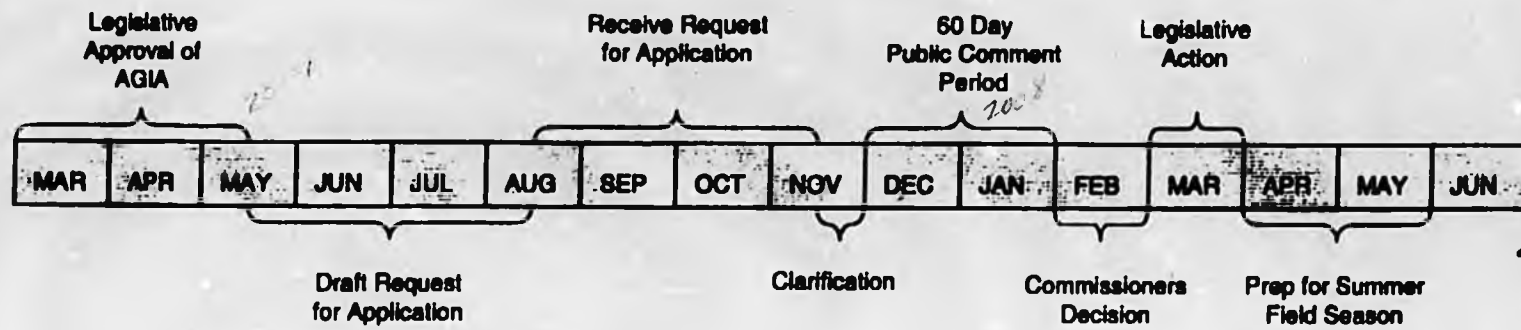 Legislative
Approval of
AGIA
Receive Request
for Application
60 Day
Public Comment
Period
Legislative
Action
2008
MAR APR MAY JUN JUL AUG SEP OCT NOV DEC JAN FEB MAR APR MAY JUN
Draft Request
for Application
Clarification
Commissioners
Decision
Prep for Summer
Field Season